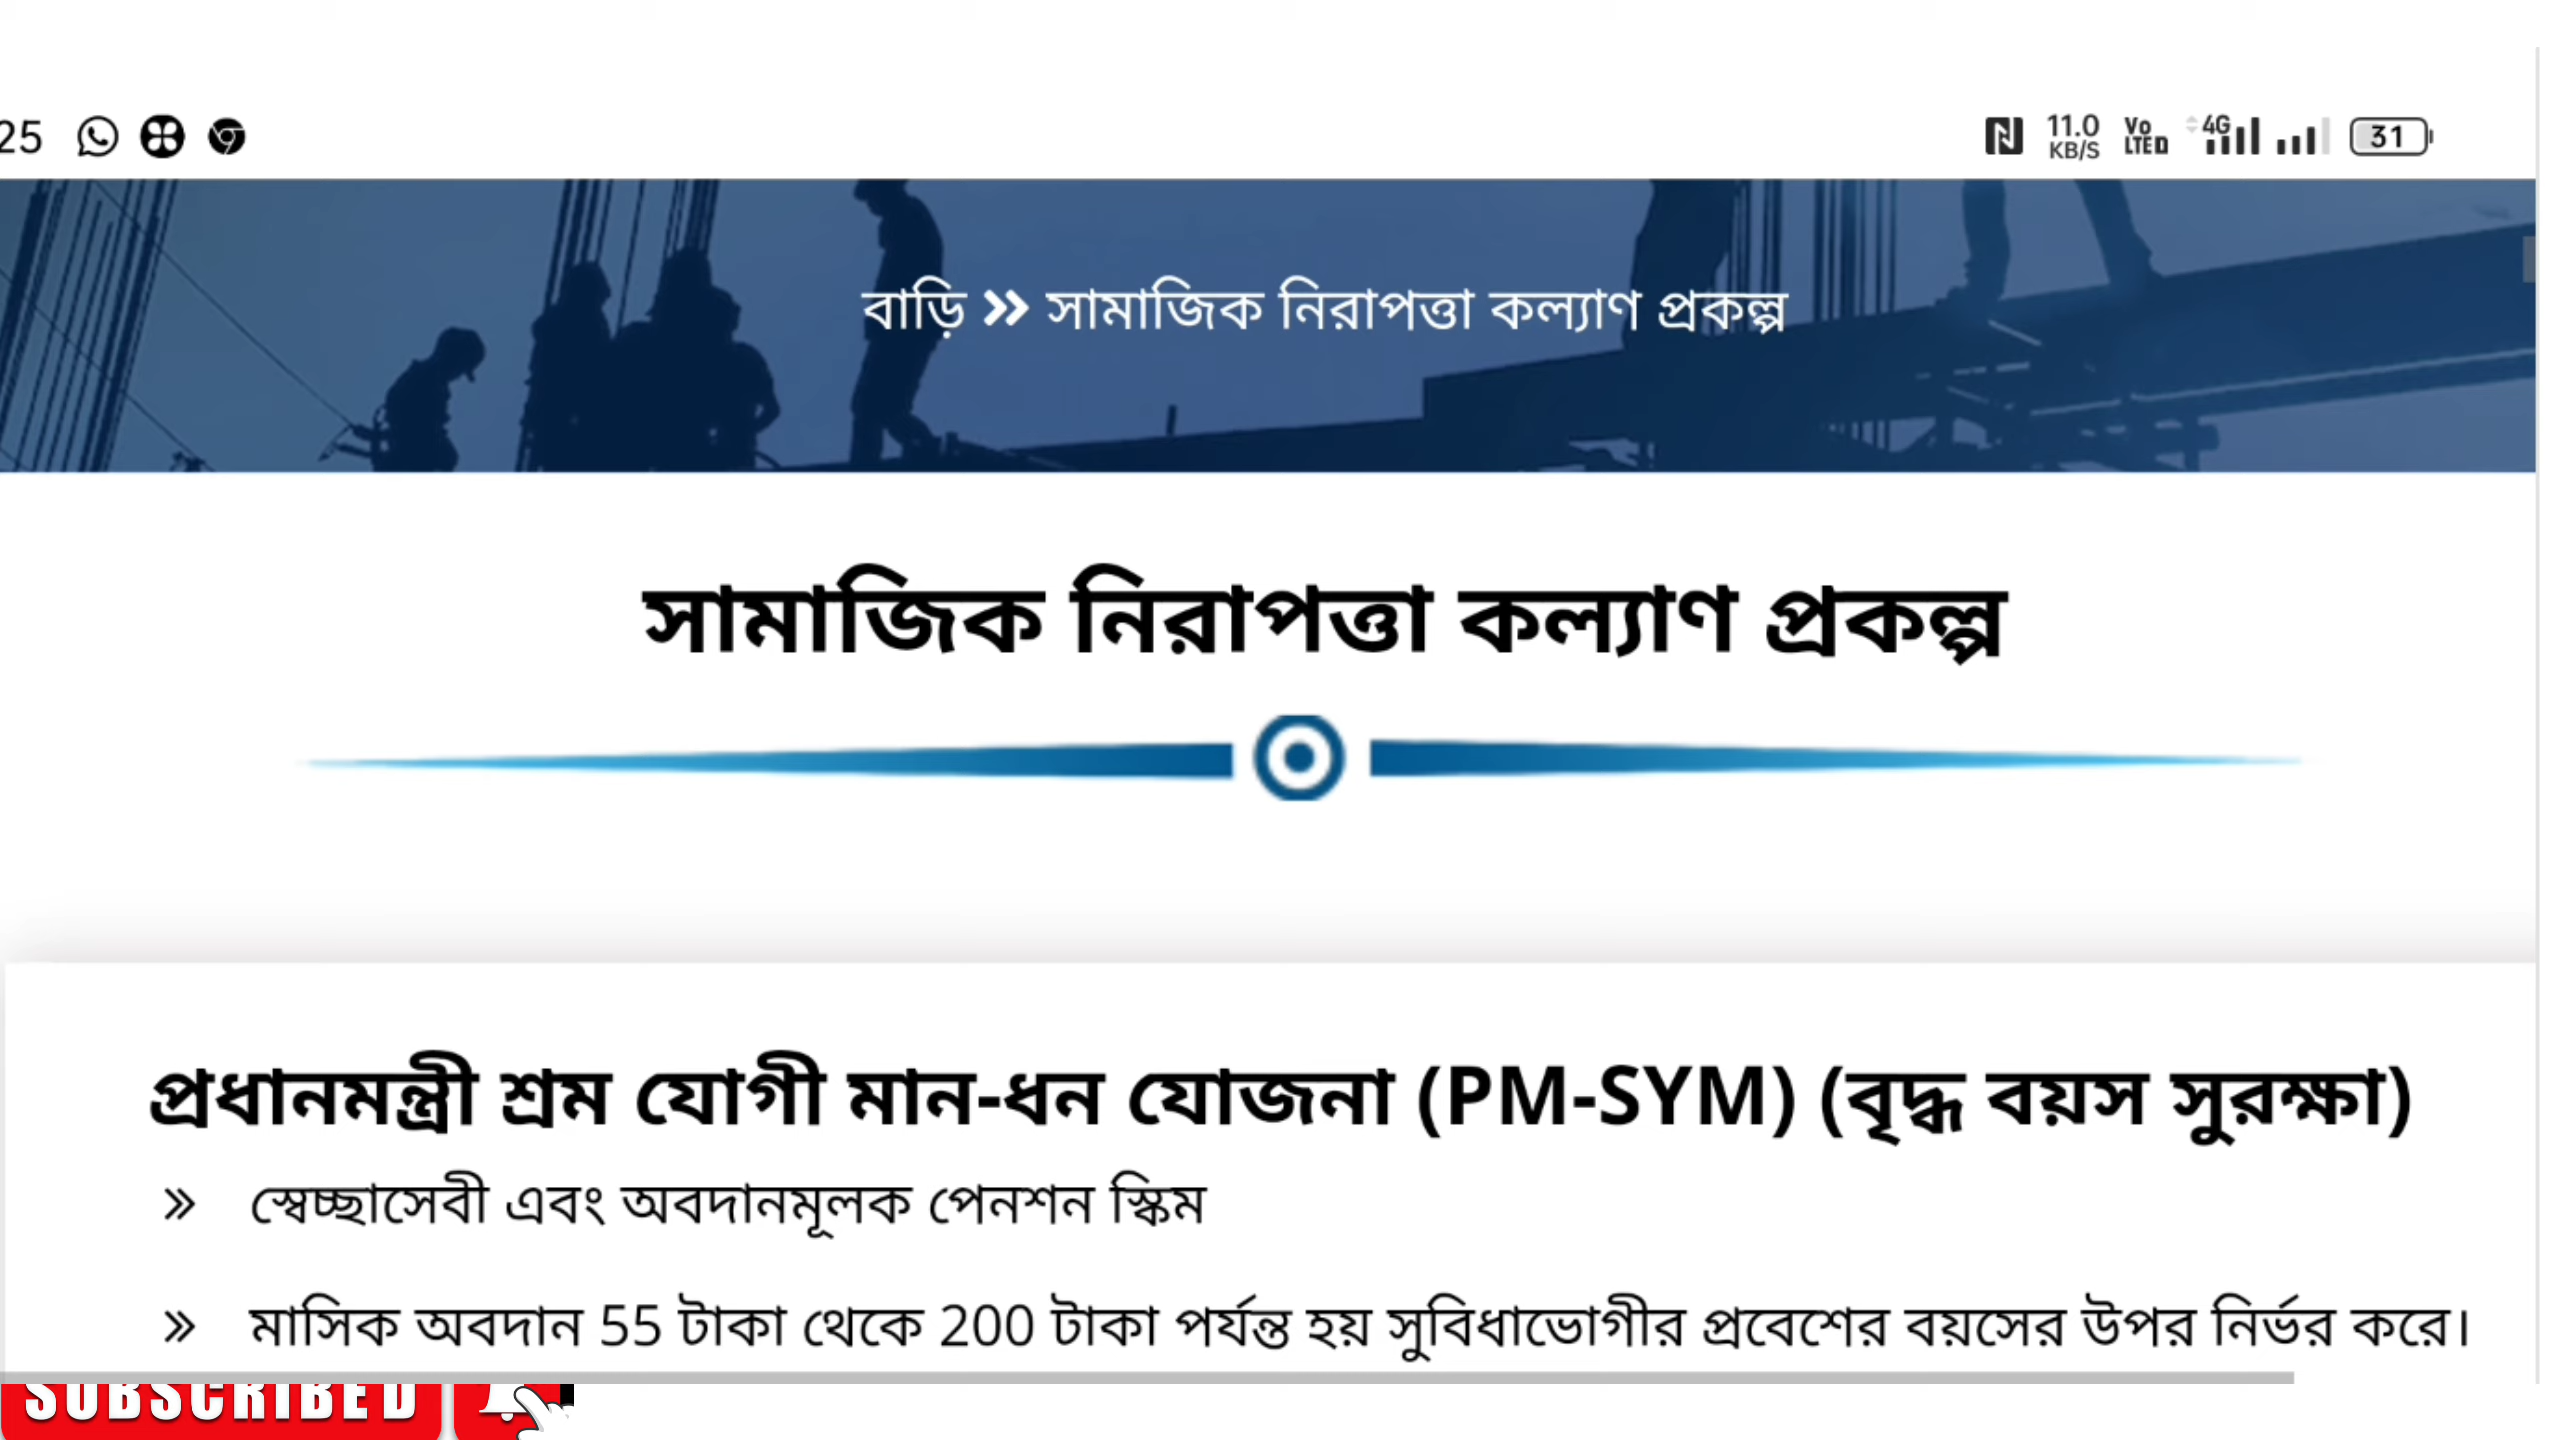 25
11.0 KB/S Vo LTE 4G 31
বাড়ি » সামাজিক নিরাপত্তা কল্যাণ প্রকল্প
সামাজিক নিরাপত্তা কল্যাণ প্রকল্প
প্রধানমন্ত্রী শ্রম যোগী মান-ধন যোজনা (PM-SYM) (বৃদ্ধ বয়স সুরক্ষা)
» স্বেচ্ছাসেবী এবং অবদানমূলক পেনশন স্কিম
» মাসিক অবদান 55 টাকা থেকে 200 টাকা পর্যন্ত হয় সুবিধাভোগীর প্রবেশের বয়সের উপর নির্ভর করে।
SUBSCRIBED